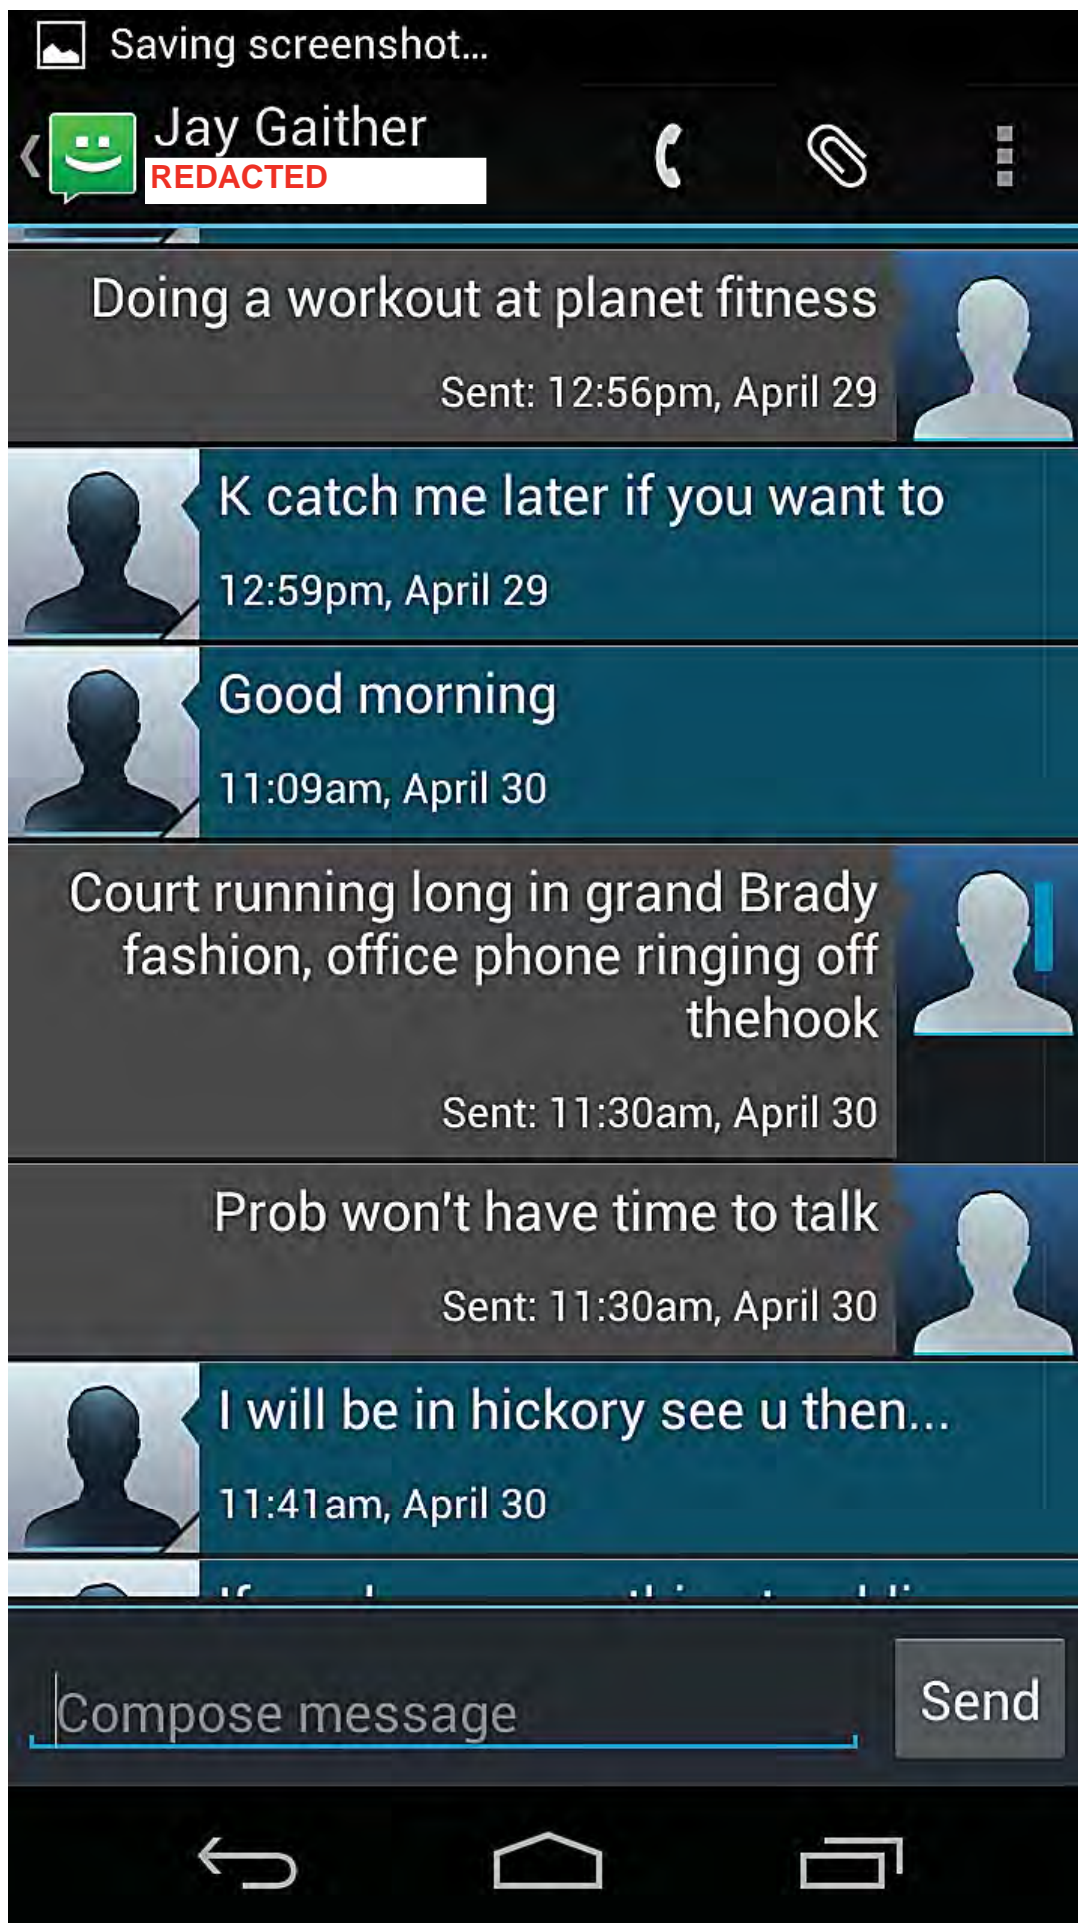 Saving screenshot...
Jay Gaither
REDACTED
Doing a workout at planet fitness
Sent: 12:56pm, April 29
K catch me later if you want to
12:59pm, April 29
Good morning
11:09am, April 30
Court running long in grand Brady
fashion, office phone ringing off
thehook
Sent: 11:30am, April 30
Prob won't have time to talk
Sent: 11:30am, April 30
I will be in hickory see u then...
11:41am, April 30
Compose message
Send